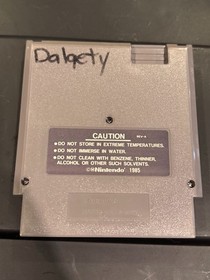 Dalgety
CAUTION REV-A
•DO NOT STORE IN EXTREME TEMPERATURES.
•DO NOT IMMERSE IN WATER.
•DO NOT CLEAN WITH BENZENE, THINNER,
ALCOHOL OR OTHER SUCH SOLVENTS.
©®Nintendo® 1985